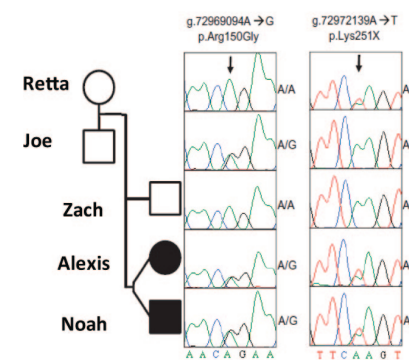 g.72969094A→G g.72972139A→T
p.Arg150Gly p.Lys251X
Retta A/A A/T
Joe A/G A/A
Zach A/A A/A
Alexis A/G A/T
Noah A/G A/T
A A C A G A A T T C A A G T